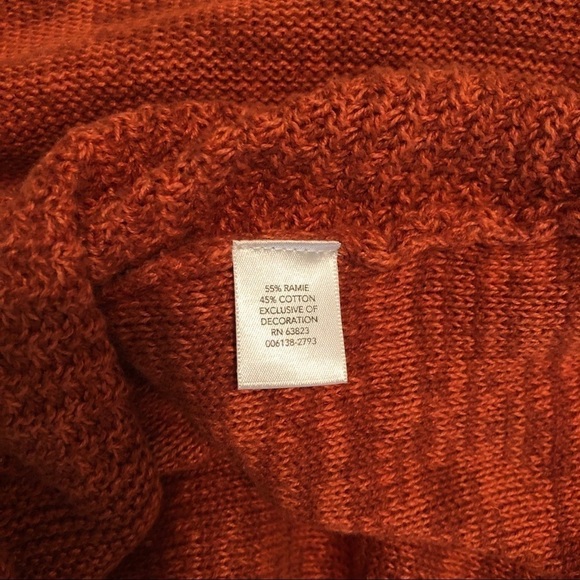 55% RAMIE
45% COTTON
EXCLUSIVE OF
DECORATION
RN 63823
006138-2793